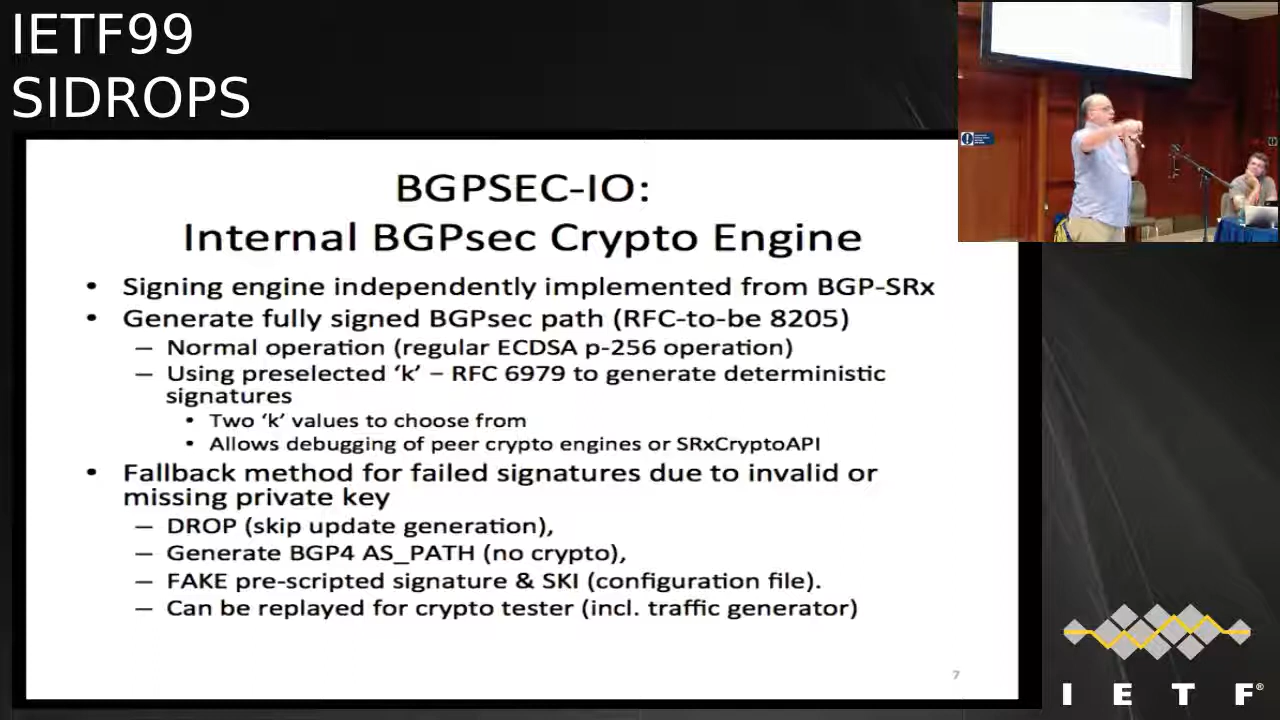 IETF99
SIDROPS
BGPSEC-IO:
Internal BGPsec Crypto Engine
• Signing engine independently implemented from BGP-SRx
• Generate fully signed BGPsec path (RFC-to-be 8205)
– Normal operation (regular ECDSA p-256 operation)
– Using preselected ‘k’ – RFC 6979 to generate deterministic
signatures
• Two ‘k’ values to choose from
• Allows debugging of peer crypto engines or SRxCryptoAPI
• Fallback method for failed signatures due to invalid or
missing private key
– DROP (skip update generation),
– Generate BGP4 AS_PATH (no crypto),
– FAKE pre-scripted signature & SKI (configuration file).
– Can be replayed for crypto tester (incl. traffic generator)
7
I E T F®